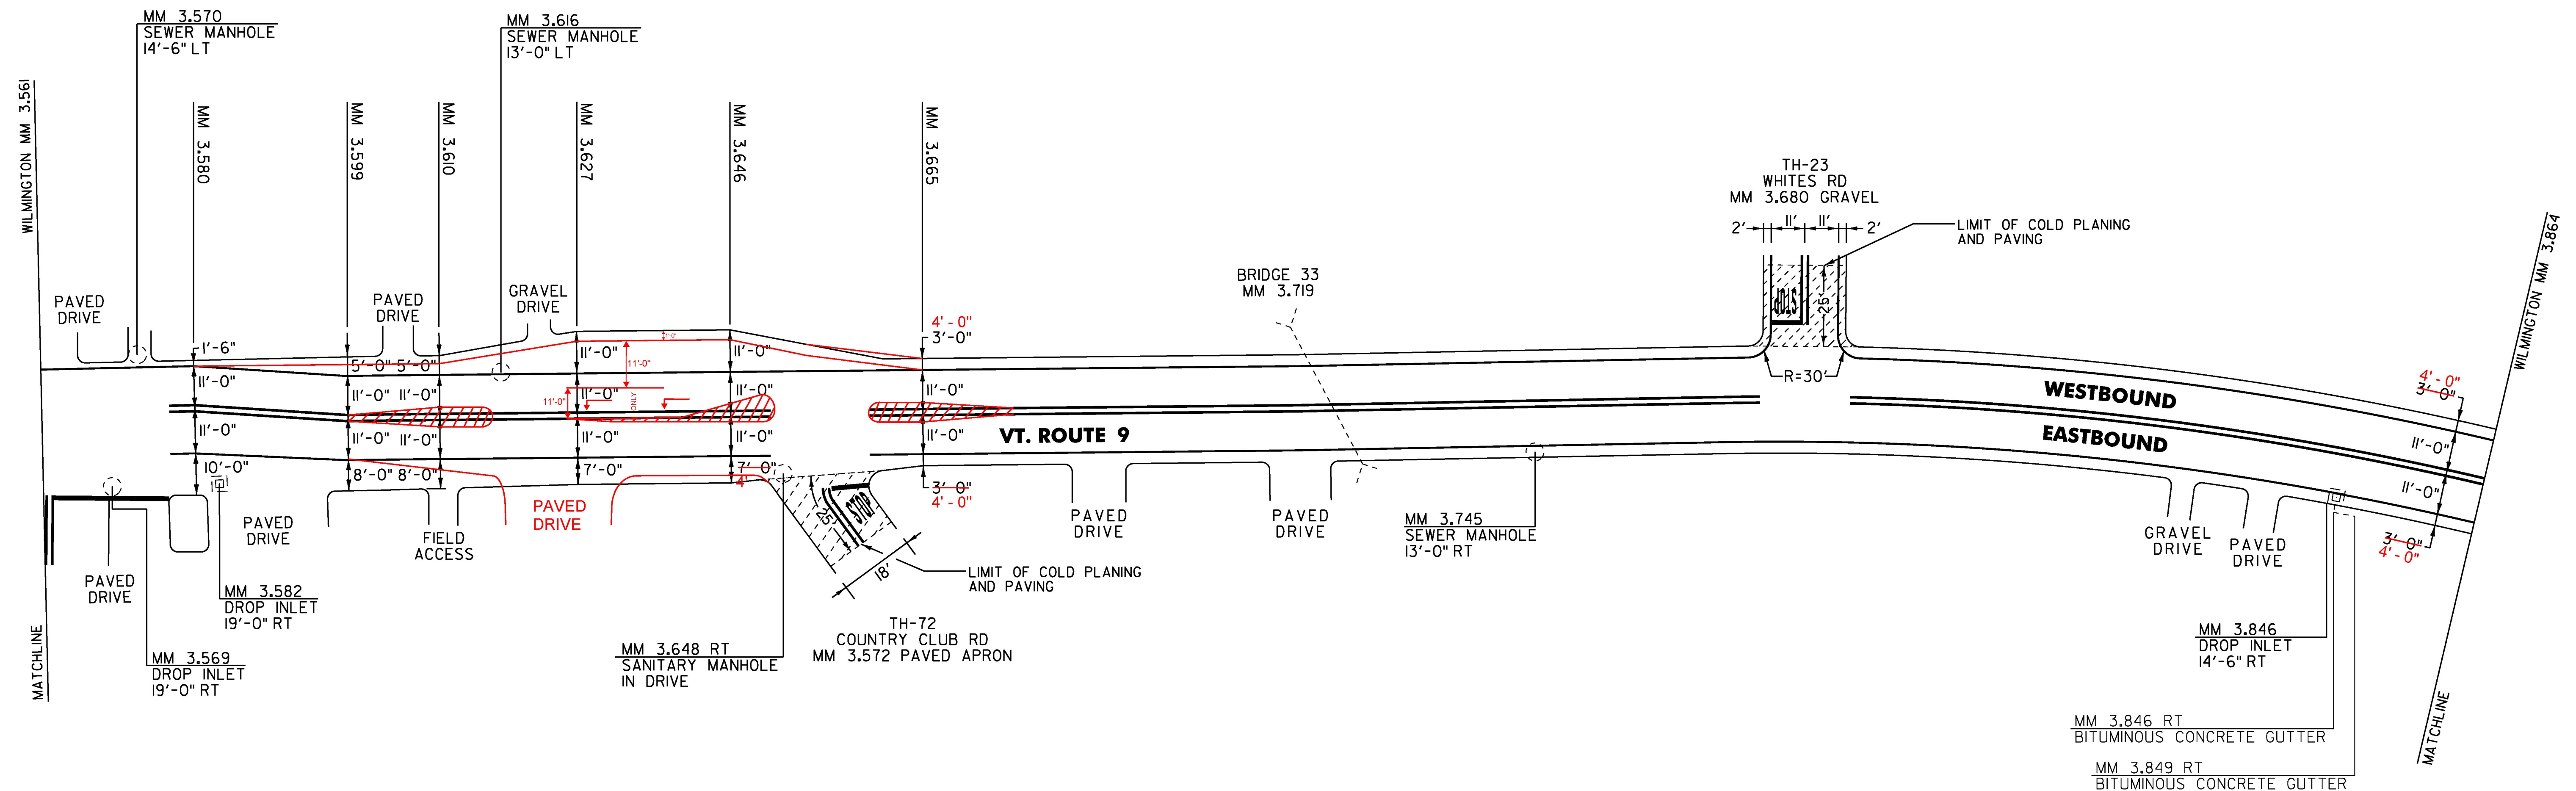 MM 3.570
SEWER MANHOLE
14'-6" LT
MM 3.616
SEWER MANHOLE
13'-0" LT
WILMINGTON MM 3.561
MM 3.580
MM 3.599
MM 3.610
MM 3.627
MM 3.646
MM 3.665
TH-23
WHITES RD
MM 3.680 GRAVEL
2'
11'
11'
2'
LIMIT OF COLD PLANING
AND PAVING
WILMINGTON MM 3.864
BRIDGE 33
MM 3.719
PAVED
DRIVE
PAVED
DRIVE
GRAVEL
DRIVE
STOP
25'
R=30'
4' - 0"
3'-0"
1'-6"
11'-0"
11'-0"
10'-0"
5'-0"
5'-0"
11'-0"
11'-0"
11'-0"
11'-0"
8'-0"
8'-0"
11'-0"
11'-0"
11'-0"
7'-0"
11'-0"
11'-0"
ONLY
11'-0"
11'-0"
11'-0"
7'-0"
4'
11'-0"
11'-0"
3'-0"
4' - 0"
VT. ROUTE 9
WESTBOUND
EASTBOUND
4' - 0"
3'-0"
11'-0"
11'-0"
3'-0"
4' - 0"
PAVED
DRIVE
PAVED
DRIVE
FIELD
ACCESS
PAVED
DRIVE
STOP
25'
18'
LIMIT OF COLD PLANING
AND PAVING
PAVED
DRIVE
PAVED
DRIVE
MM 3.745
SEWER MANHOLE
13'-0" RT
GRAVEL
DRIVE
PAVED
DRIVE
MM 3.582
DROP INLET
19'-0" RT
MM 3.569
DROP INLET
19'-0" RT
MM 3.648 RT
SANITARY MANHOLE
IN DRIVE
TH-72
COUNTRY CLUB RD
MM 3.572 PAVED APRON
MM 3.846
DROP INLET
14'-6" RT
MM 3.846 RT
BITUMINOUS CONCRETE GUTTER
MM 3.849 RT
BITUMINOUS CONCRETE GUTTER
MATCHLINE
MATCHLINE